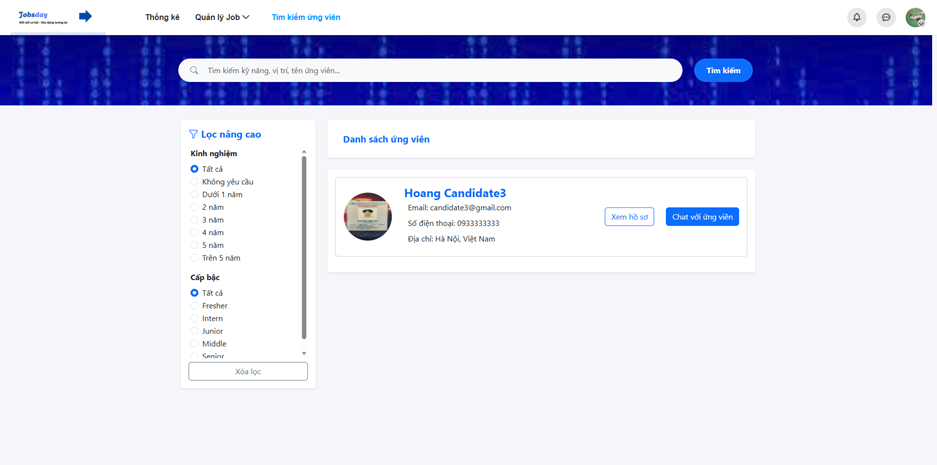 Jobsday
Thống kê
Quản lý Job
Tìm kiếm ứng viên
Tìm kiếm kỹ năng, vị trí, tên ứng viên...
Tìm kiếm
Lọc nâng cao
Kinh nghiệm
Tất cả
Không yêu cầu
Dưới 1 năm
2 năm
3 năm
4 năm
5 năm
Trên 5 năm
Cấp bậc
Tất cả
Fresher
Intern
Junior
Middle
Senior
Xóa lọc
Danh sách ứng viên
Hoang Candidate3
Email: candidate3@gmail.com
Số điện thoại: 0933333333
Địa chỉ: Hà Nội, Việt Nam
Xem hồ sơ
Chat với ứng viên